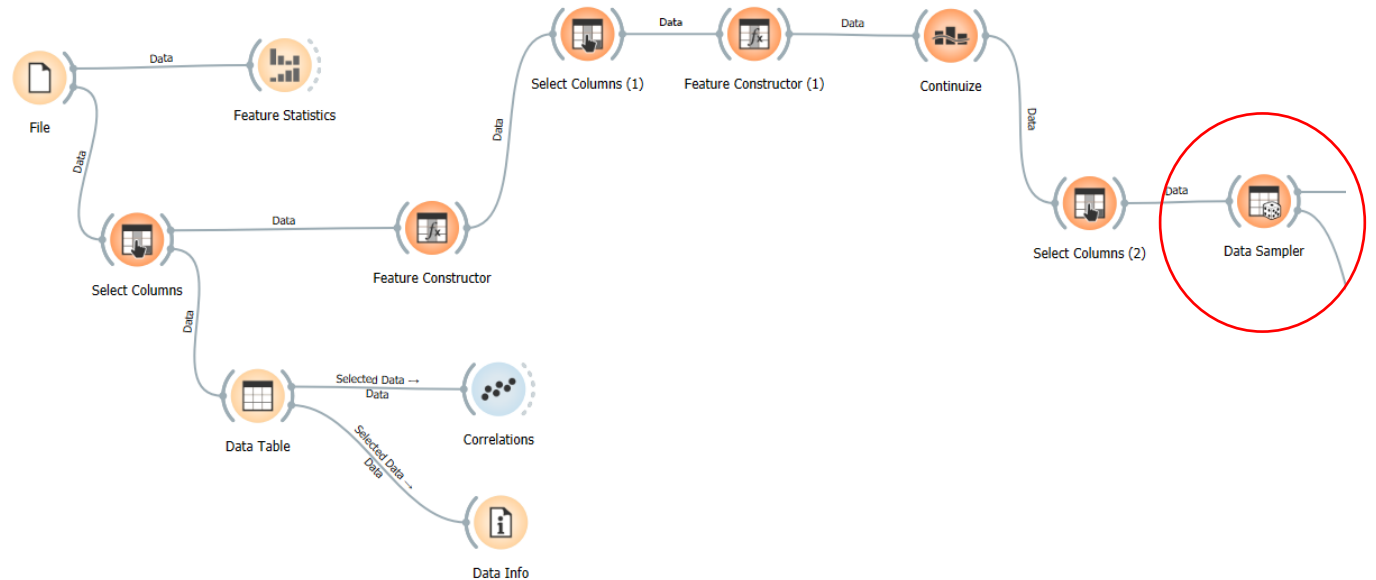 Data
File
Feature Statistics
Data
Select Columns
Data
Feature Constructor
Data
Select Columns (1)
Data
Feature Constructor (1)
Data
Continuize
Data
Select Columns (2)
Data
Data Sampler
Data
Data Table
Selected Data →
Data
Correlations
Selected Data →
Data
Data Info